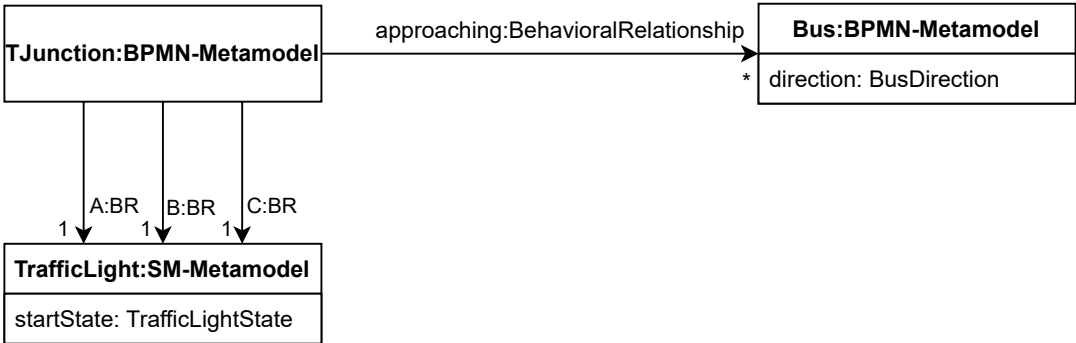 TJunction:BPMN-Metamodel
approaching:BehavioralRelationship
*
Bus:BPMN-Metamodel
direction: BusDirection
A:BR
B:BR
C:BR
1
1
1
TrafficLight:SM-Metamodel
startState: TrafficLightState